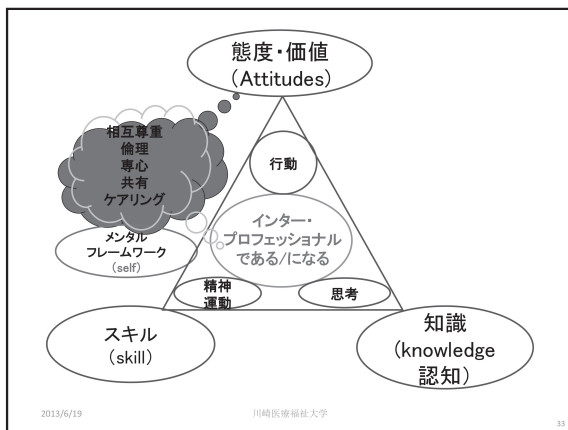 態度・価値
(Attitudes)
相互尊重
倫理
専心
共有
ケアリング
行動
メンタル
フレームワーク
(self)
インター・
プロフェッショナル
である/になる
精神
運動
思考
スキル
(skill)
知識
(knowledge
認知)
2013/6/19
川崎医療福祉大学
33